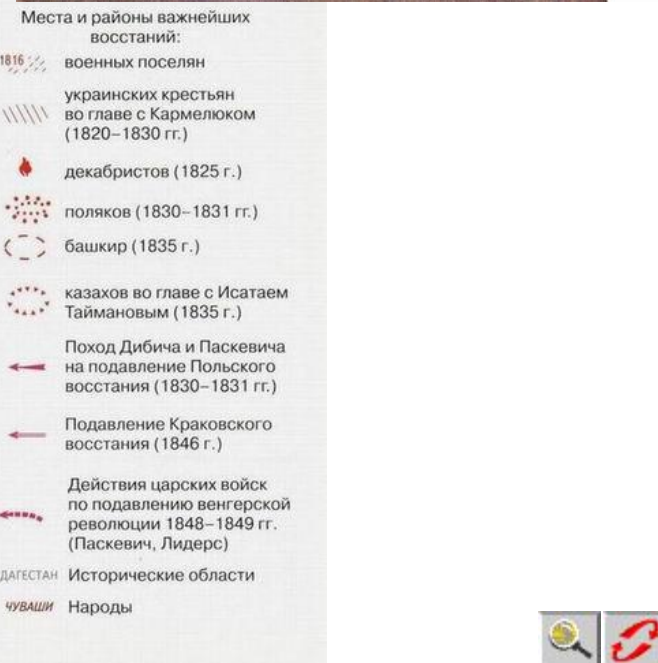 Места и районы важнейших
восстаний:
1816 военных поселян
украинских крестьян
во главе с Кармелюком
(1820–1830 гг.)
декабристов (1825 г.)
поляков (1830–1831 гг.)
башкир (1835 г.)
казахов во главе с Исатаем
Таймановым (1835 г.)
Поход Дибича и Паскевича
на подавление Польского
восстания (1830–1831 гг.)
Подавление Краковского
восстания (1846 г.)
Действия царских войск
по подавлению венгерской
революции 1848–1849 гг.
(Паскевич, Лидерс)
ДАГЕСТАН Исторические области
ЧУВАШИ Народы